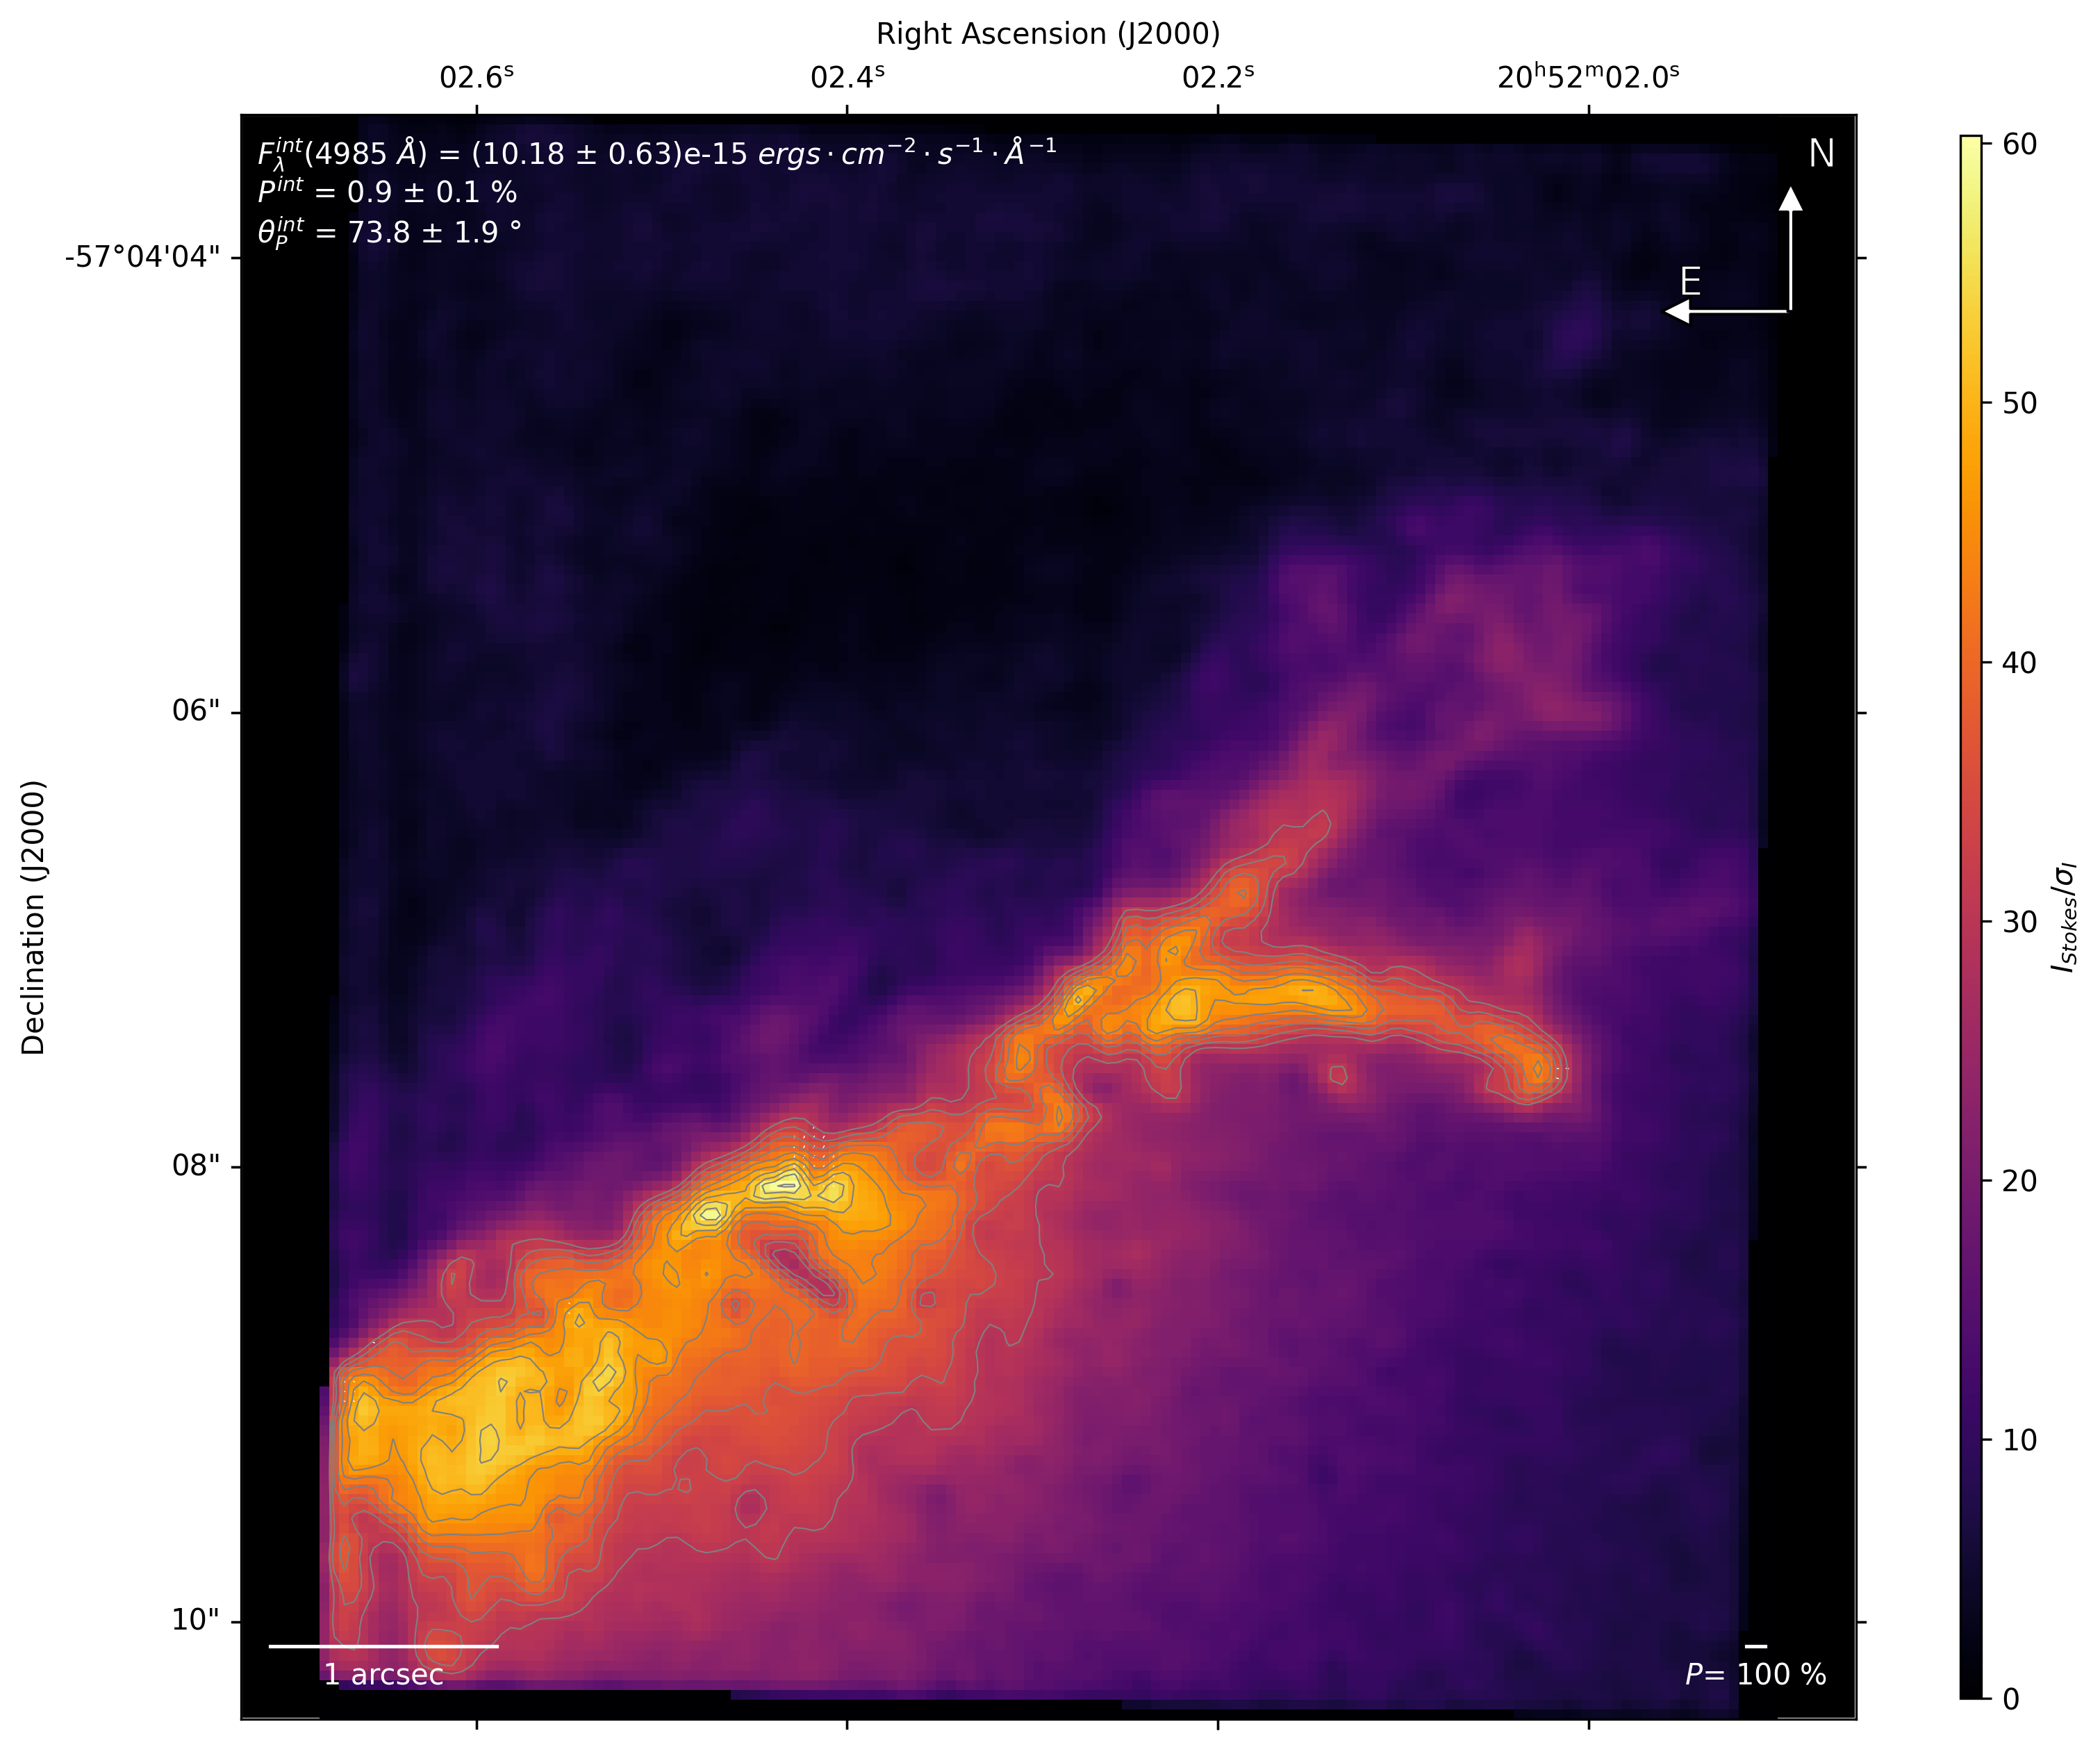 Right Ascension (J2000)
02.6ˢ 02.4ˢ 02.2ˢ 20ʰ52ᵐ02.0ˢ
F_λ^int(4985 Å) = (10.18 ± 0.63)e-15 ergs · cm⁻² · s⁻¹ · Å⁻¹
P^int = 0.9 ± 0.1 %
θ_P^int = 73.8 ± 1.9 °
N
E
-57°04'04"
06"
08"
10"
Declination (J2000)
1 arcsec
P= 100 %
60
50
40
30
20
10
0
I_Stokes/σ_I